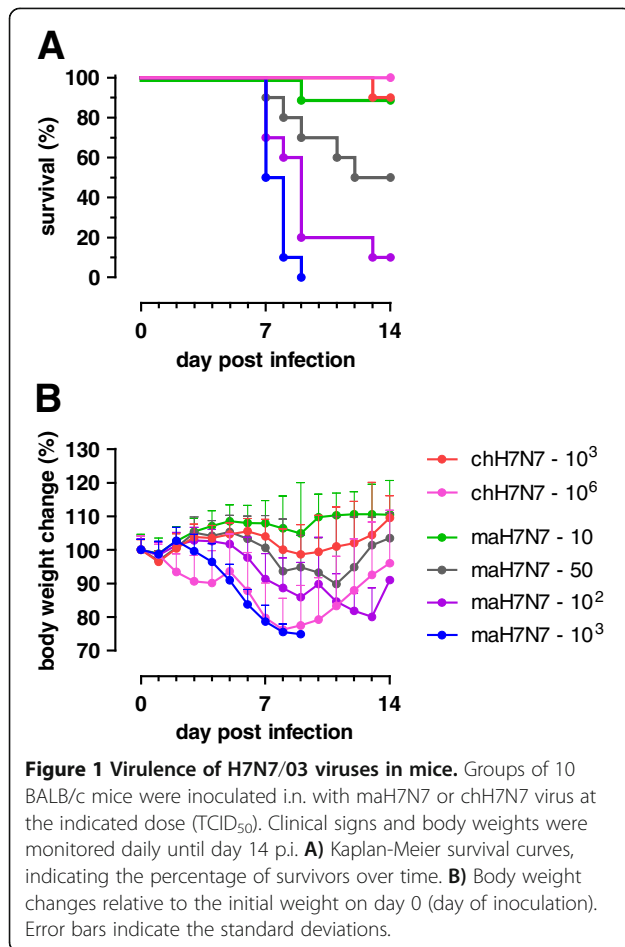 A
100
80
60
40
20
0
survival (%)
0 7 14
day post infection
B
130
120
110
100
90
80
70
body weight change (%)
0 7 14
day post infection
chH7N7 - 10³
chH7N7 - 10⁶
maH7N7 - 10
maH7N7 - 50
maH7N7 - 10²
maH7N7 - 10³
Figure 1 Virulence of H7N7/03 viruses in mice. Groups of 10
BALB/c mice were inoculated i.n. with maH7N7 or chH7N7 virus at
the indicated dose (TCID₅₀). Clinical signs and body weights were
monitored daily until day 14 p.i. A) Kaplan-Meier survival curves,
indicating the percentage of survivors over time. B) Body weight
changes relative to the initial weight on day 0 (day of inoculation).
Error bars indicate the standard deviations.